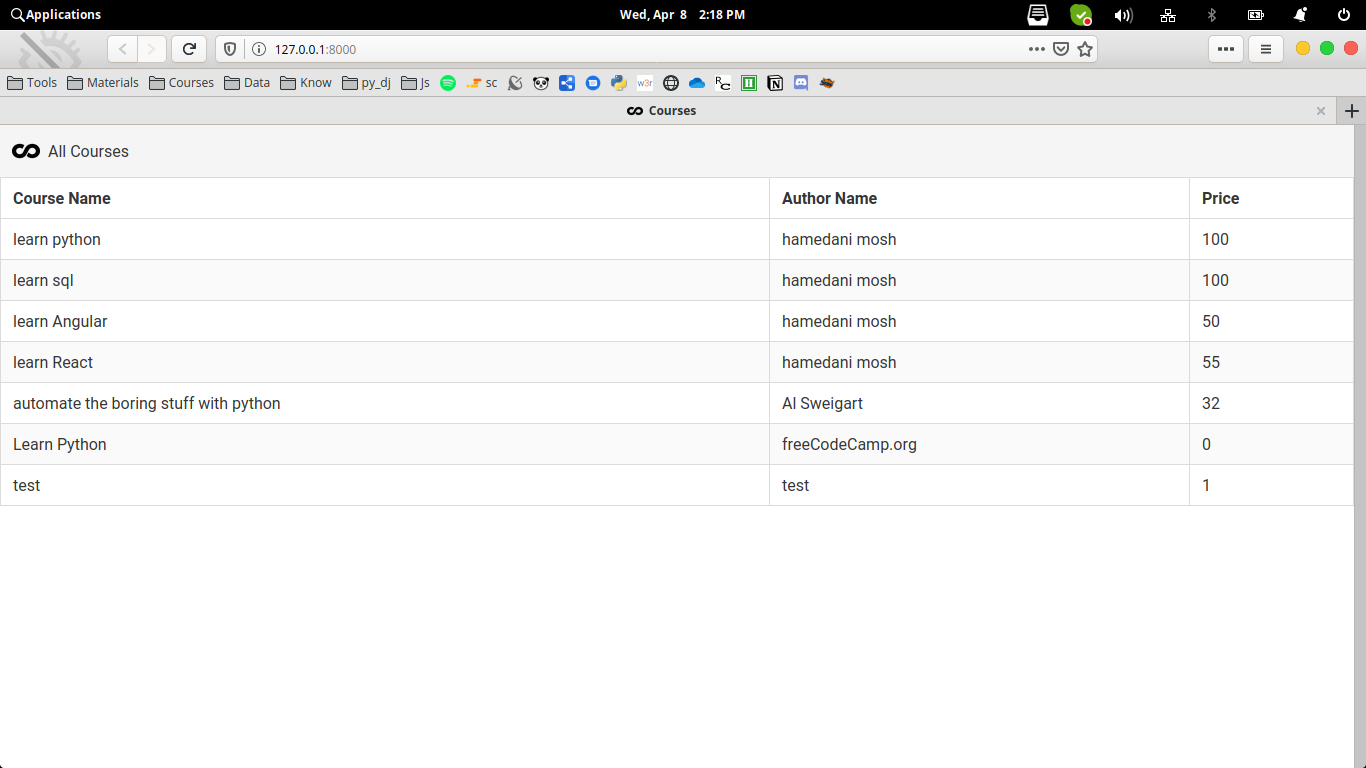 Applications Wed, Apr 8 2:18 PM
127.0.0.1:8000
Tools Materials Courses Data Know py_dj Js sc w3r RC
Courses
All Courses
Course Name Author Name Price
learn python hamedani mosh 100
learn sql hamedani mosh 100
learn Angular hamedani mosh 50
learn React hamedani mosh 55
automate the boring stuff with python Al Sweigart 32
Learn Python freeCodeCamp.org 0
test test 1